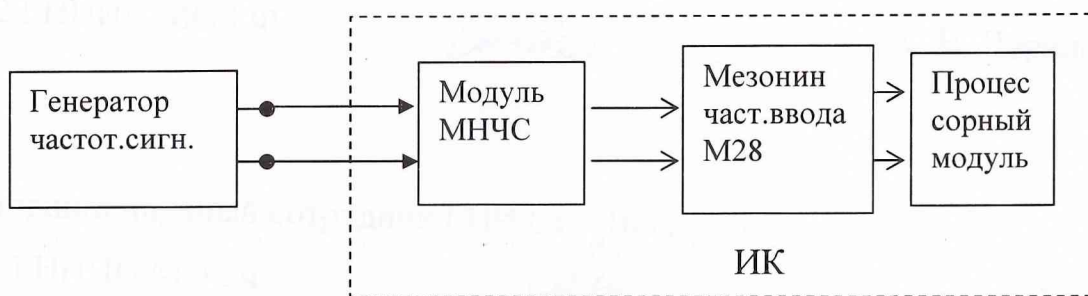 Генератор
частот.сигн.
Модуль
МНЧС
Мезонин
част.ввода
М28
Процес
сорный
модуль
ИК